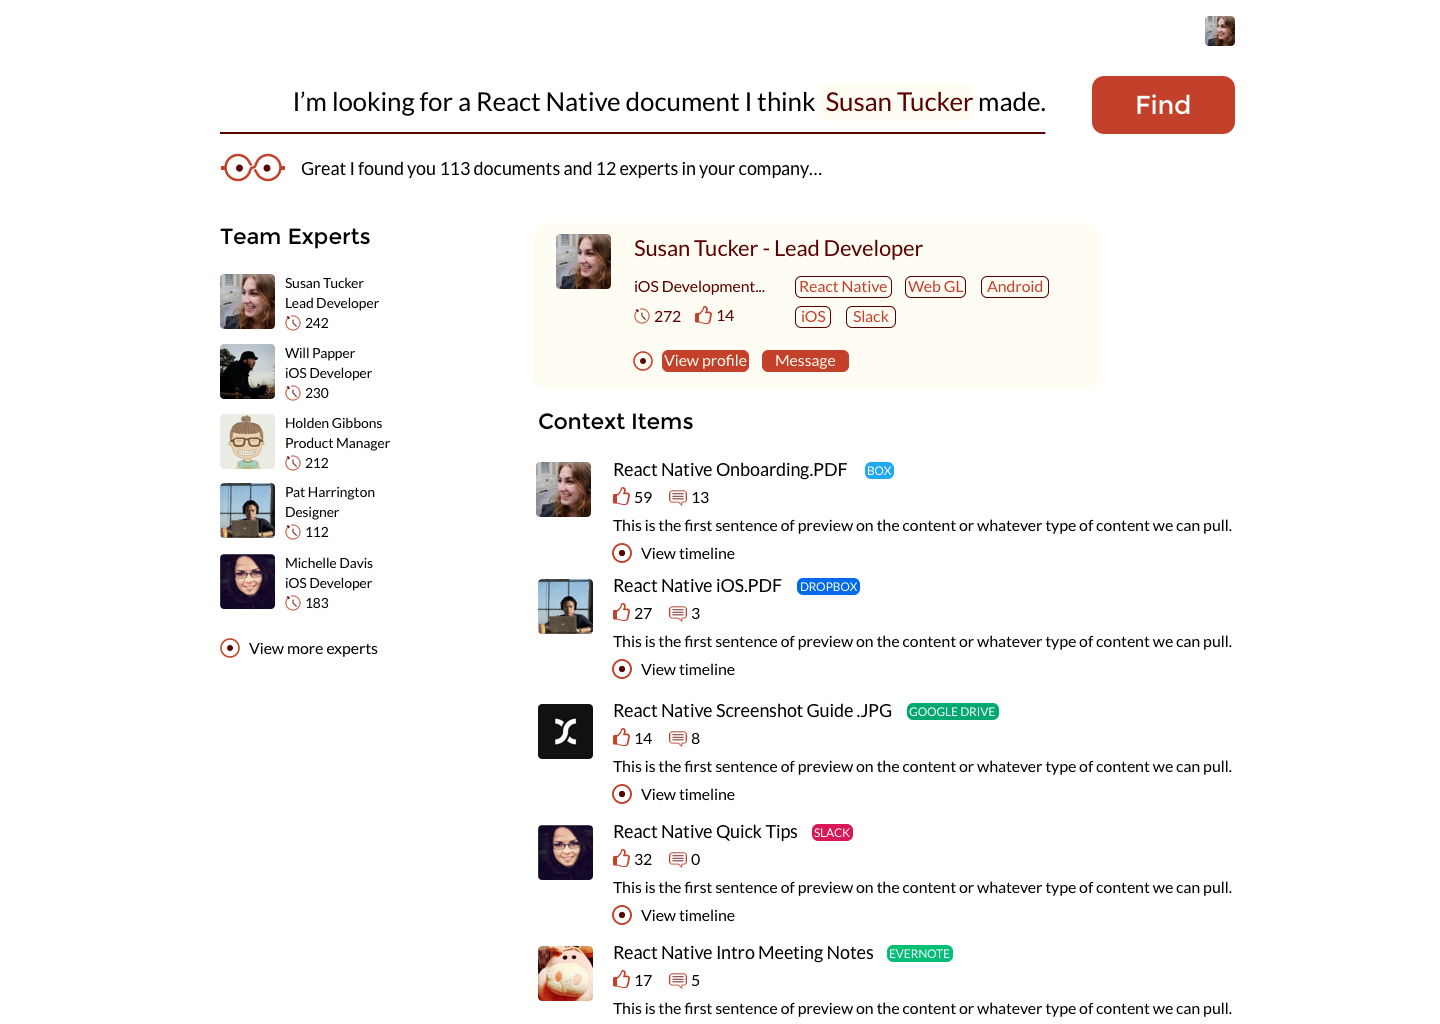 I’m looking for a React Native document I think Susan Tucker made.
Find
Great I found you 113 documents and 12 experts in your company...
Team Experts
Susan Tucker
Lead Developer
242
Will Papper
iOS Developer
230
Holden Gibbons
Product Manager
212
Pat Harrington
Designer
112
Michelle Davis
iOS Developer
183
View more experts
Susan Tucker - Lead Developer
iOS Development...
272 14
React Native Web GL Android
iOS Slack
View profile Message
Context Items
React Native Onboarding.PDF BOX
59 13
This is the first sentence of preview on the content or whatever type of content we can pull.
View timeline
React Native iOS.PDF DROPBOX
27 3
This is the first sentence of preview on the content or whatever type of content we can pull.
View timeline
React Native Screenshot Guide .JPG GOOGLE DRIVE
14 8
This is the first sentence of preview on the content or whatever type of content we can pull.
View timeline
React Native Quick Tips SLACK
32 0
This is the first sentence of preview on the content or whatever type of content we can pull.
View timeline
React Native Intro Meeting Notes EVERNOTE
17 5
This is the first sentence of preview on the content or whatever type of content we can pull.